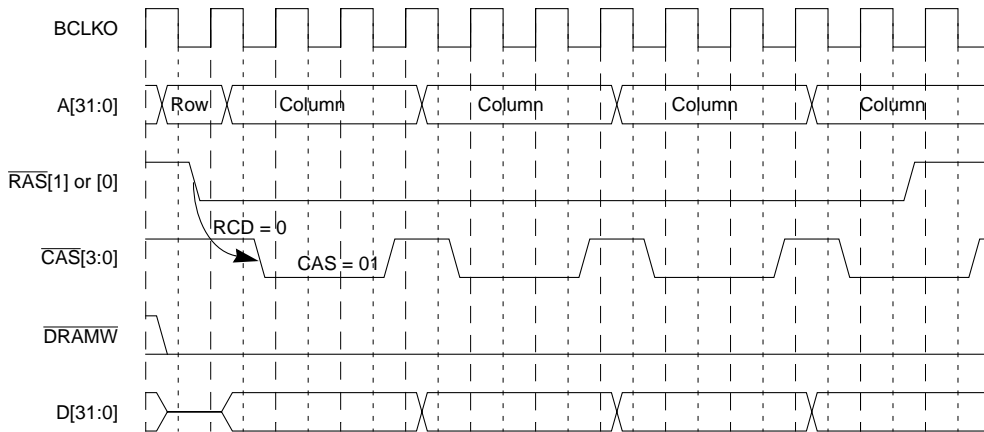 BCLKO
A[31:0] Row Column Column Column Column
RAS[1] or [0]
RCD = 0
CAS[3:0] CAS = 01
DRAMW
D[31:0]